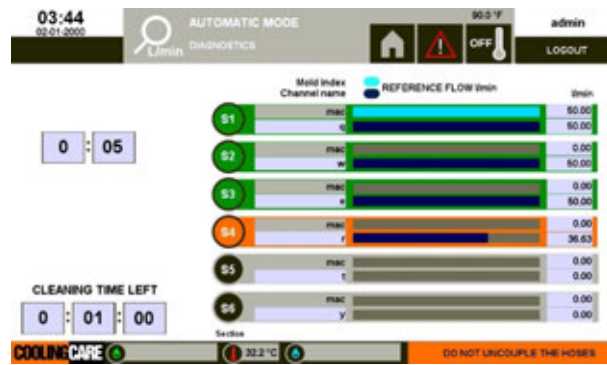 03:44
02-01-2000
L/min
AUTOMATIC MODE
DIAGNOSTICS
90.0 °F
OFF
admin
LOGOUT
Mold index
Channel name
REFERENCE FLOW l/min
l/min
S1
mac
50.00
q
50.00
0 : 05
S2
mac
0.00
w
50.00
S3
mac
0.00
e
50.00
S4
mac
0.00
r
36.63
S5
mac
0.00
t
0.00
CLEANING TIME LEFT
0 : 01 : 00
S6
mac
0.00
y
0.00
Section
COOLINGCARE
32.2 °C
DO NOT UNCOUPLE THE HOSES